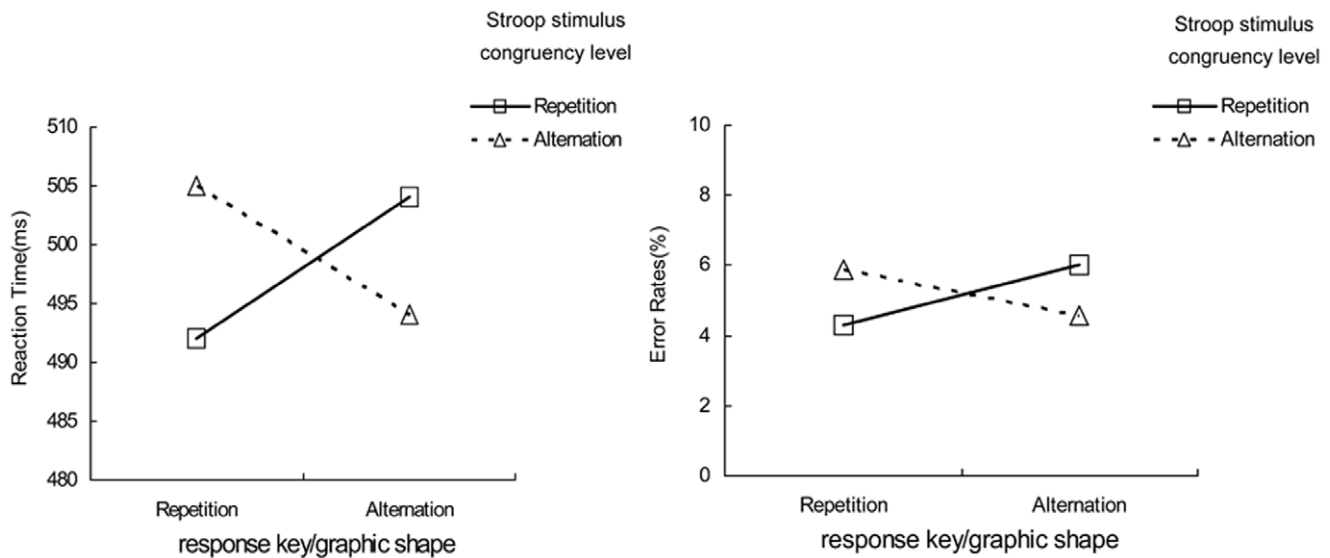 Stroop stimulus
congruency level
Repetition
Alternation
510
505
500
495
490
485
480
Reaction Time(ms)
Repetition
Alternation
response key/graphic shape
Stroop stimulus
congruency level
Repetition
Alternation
10
8
6
4
2
0
Error Rates(%)
Repetition
Alternation
response key/graphic shape